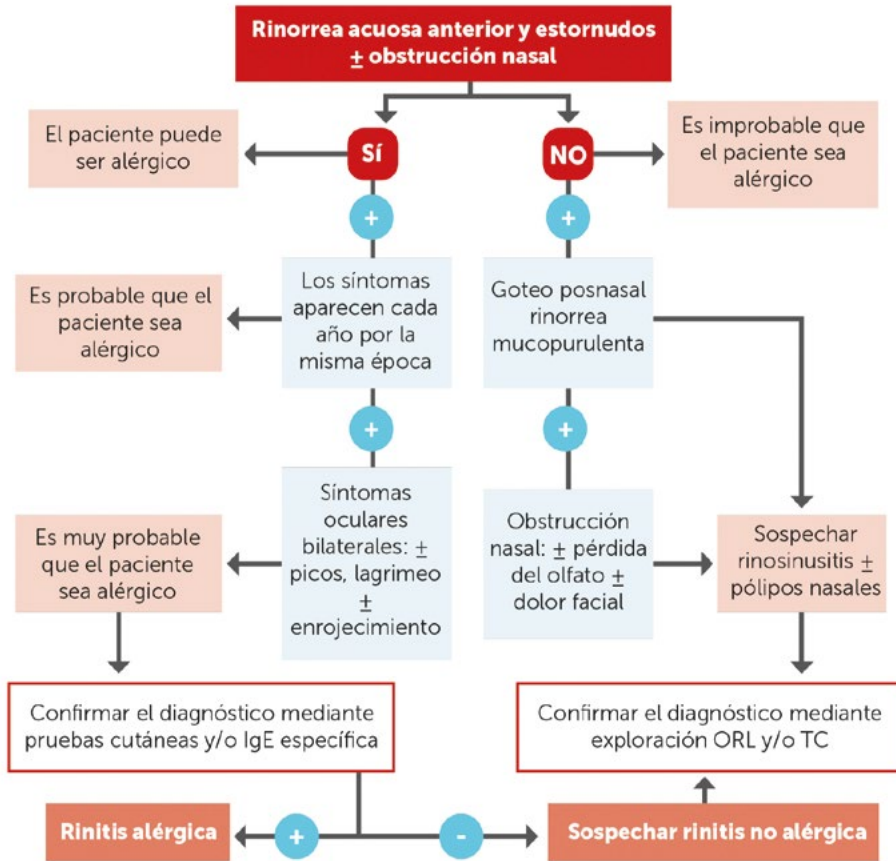 Rinorrea acuosa anterior y estornudos
± obstrucción nasal
El paciente puede
ser alérgico
Sí
NO
Es improbable que
el paciente sea
alérgico
+
+
Es probable que el
paciente sea
alérgico
Los síntomas
aparecen cada
año por la
misma época
Goteo posnasal
rinorrea
mucopurulenta
+
+
Es muy probable
que el paciente
sea alérgico
Síntomas
oculares
bilaterales: ±
picos, lagrimeo
±
enrojecimiento
Obstrucción
nasal: ± pérdida
del olfato ±
dolor facial
Sospechar
rinosinusitis ±
pólipos nasales
Confirmar el diagnóstico mediante
pruebas cutáneas y/o IgE específica
Confirmar el diagnóstico mediante
exploración ORL y/o TC
Rinitis alérgica
+
-
Sospechar rinitis no alérgica